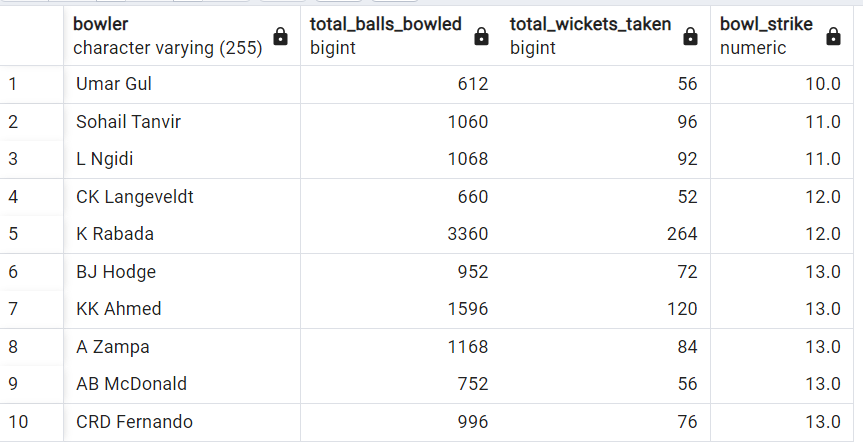 bowler total_balls_bowled total_wickets_taken bowl_strike
character varying (255) bigint bigint numeric
1 Umar Gul 612 56 10.0
2 Sohail Tanvir 1060 96 11.0
3 L Ngidi 1068 92 11.0
4 CK Langeveldt 660 52 12.0
5 K Rabada 3360 264 12.0
6 BJ Hodge 952 72 13.0
7 KK Ahmed 1596 120 13.0
8 A Zampa 1168 84 13.0
9 AB McDonald 752 56 13.0
10 CRD Fernando 996 76 13.0